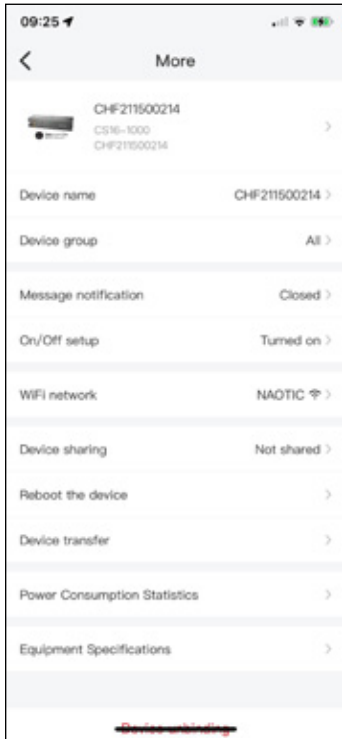 09:25
More
CHF211500214
CS16-1000
CHF211500214
Device name CHF211500214
Device group All
Message notification Closed
On/Off setup Turned on
WiFi network NAOTIC
Device sharing Not shared
Reboot the device
Device transfer
Power Consumption Statistics
Equipment Specifications
Device unbinding